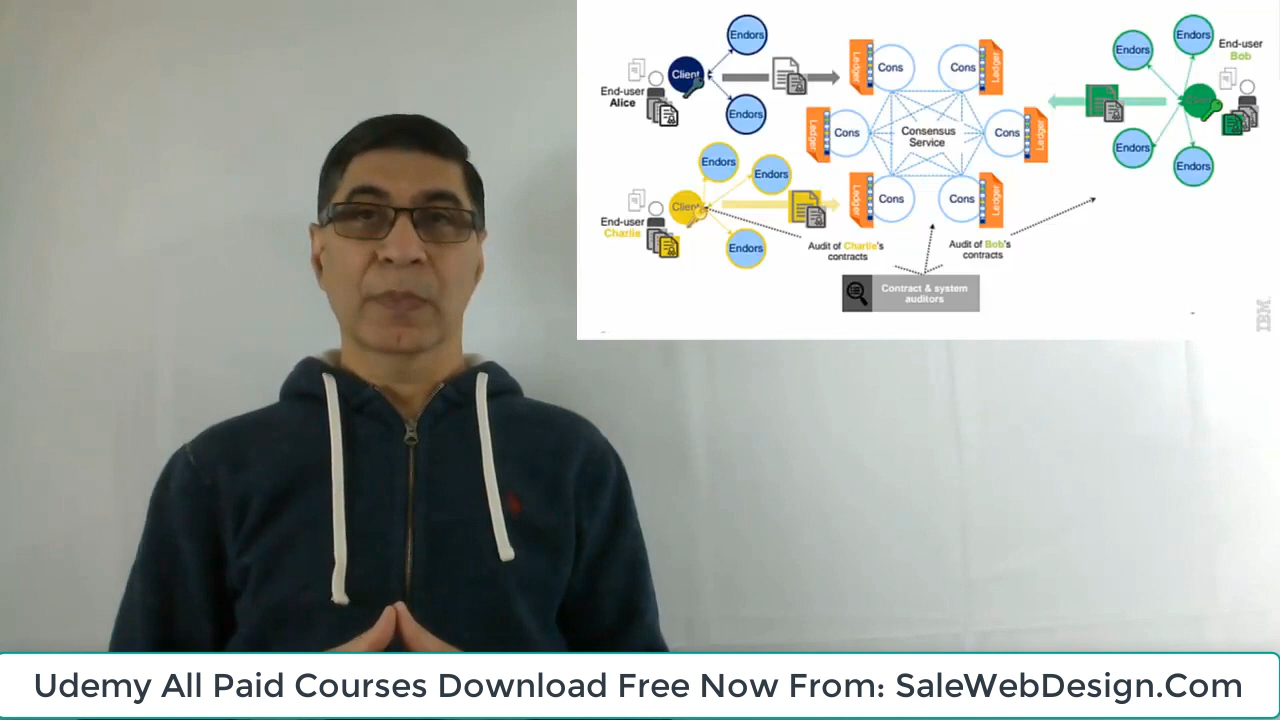 Endors
Endors
End-user
Alice
Client
Endors
Ledger
Cons
Cons
Ledger
Ledger
Cons
Consensus
Service
Cons
Ledger
Ledger
Cons
Cons
Ledger
Endors
Endors
End-user
Bob
Endors
Endors
Endors
Endors
End-user
Charlie
Client
Endors
Audit of Charlie's
contracts
Audit of Bob's
contracts
Contract & system
auditors
IBM
Udemy All Paid Courses Download Free Now From: SaleWebDesign.Com